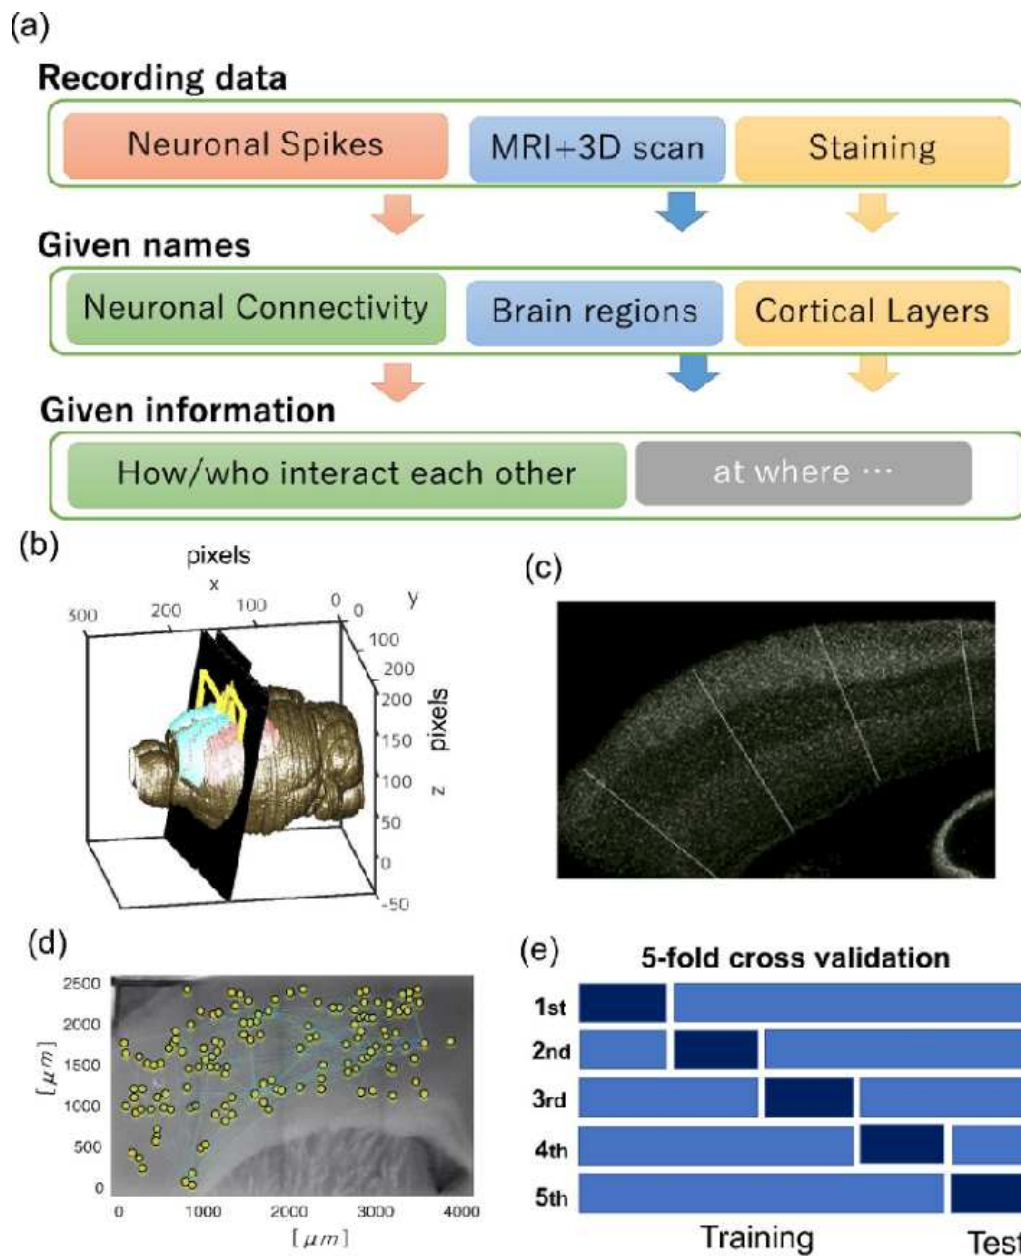 (a)
Recording data
Neuronal Spikes MRI+3D scan Staining
Given names
Neuronal Connectivity Brain regions Cortical Layers
Given information
How/who interact each other at where ···
(b)
pixels
x
300 200 100 0 0 y
100
200
200
150
100
50
0
-50
pixels
z
(c)
(d)
2500
2000
1500
1000
500
0
[μm]
0 1000 2000 3000 4000
[μm]
(e)
5-fold cross validation
1st
2nd
3rd
4th
5th
Training Test